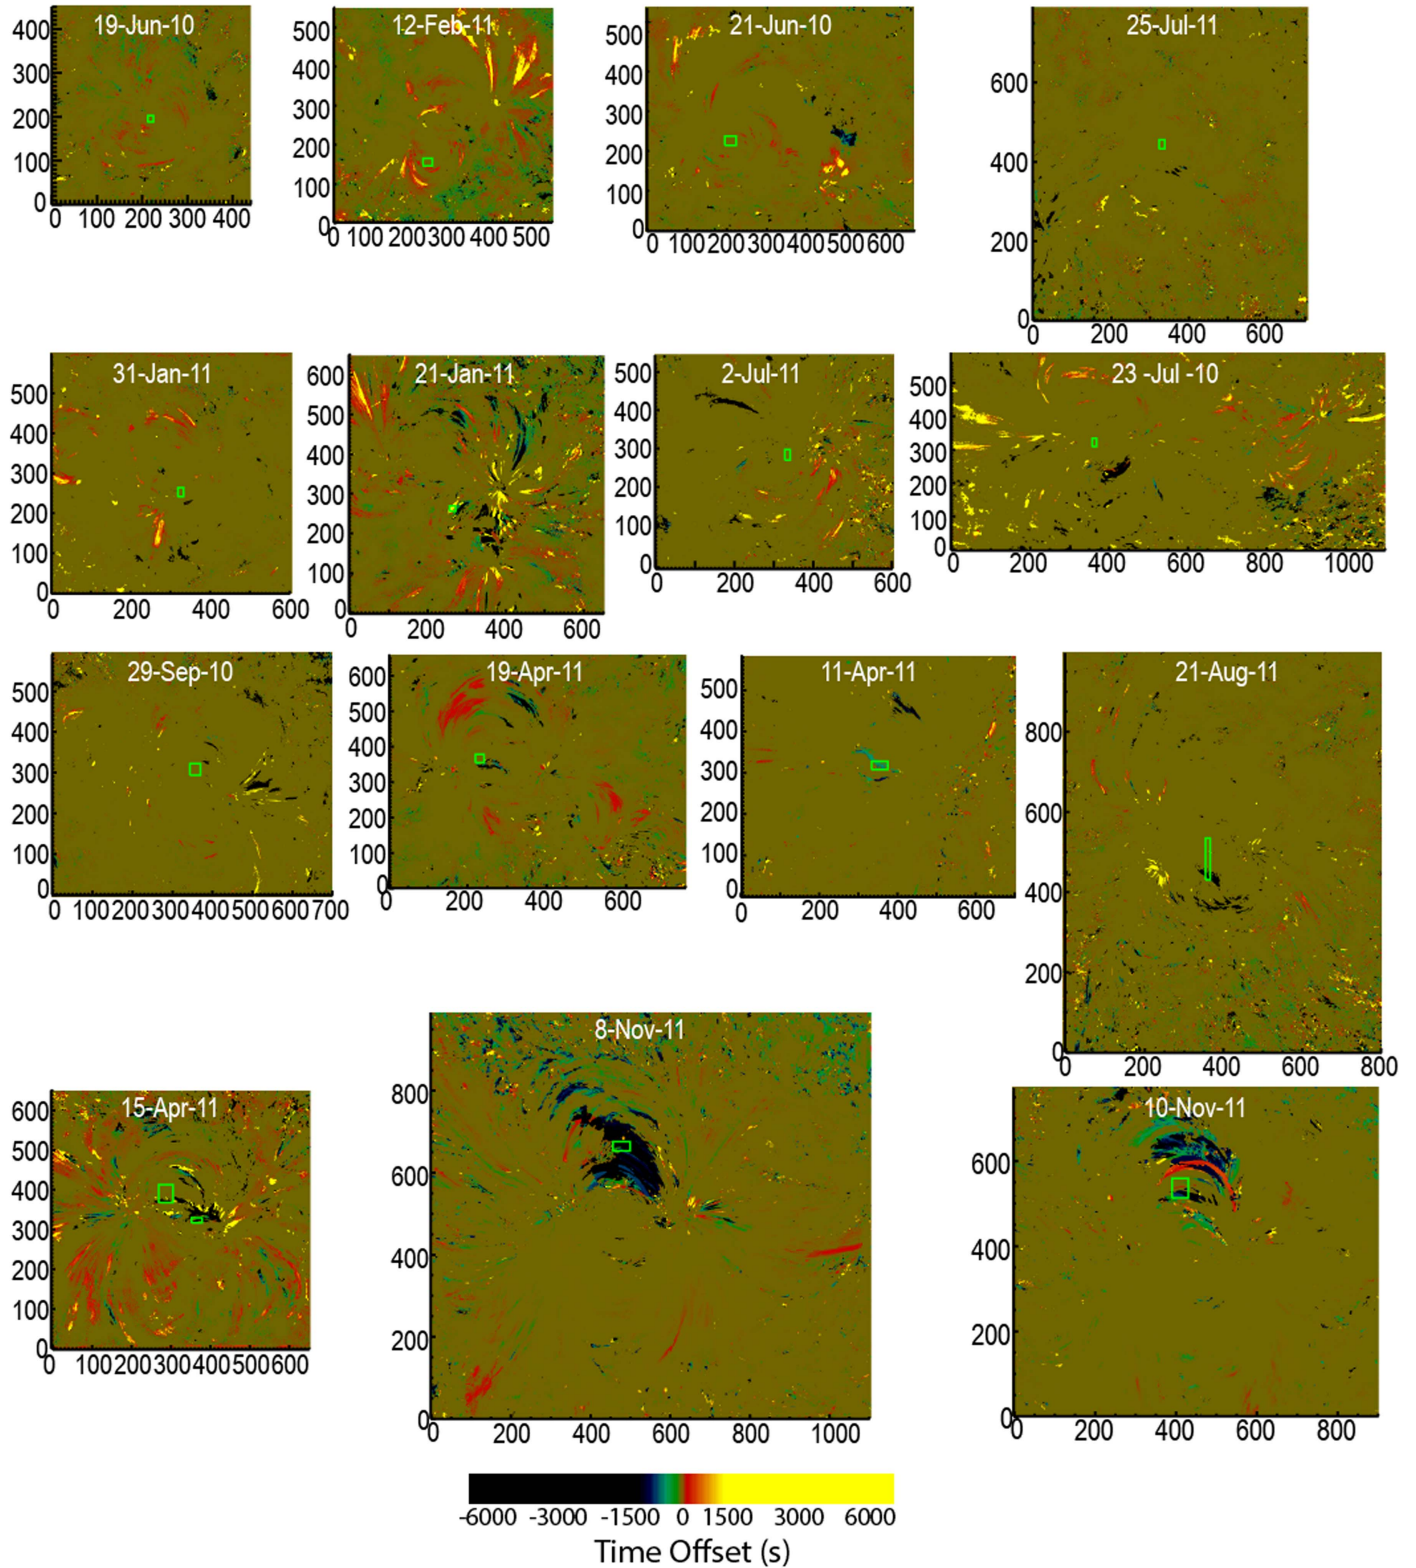 19-Jun-10
400
300
200
100
0
0 100 200 300 400
12-Feb-11
500
400
300
200
100
0
0 100 200 300 400 500
21-Jun-10
500
400
300
200
100
0
0 100 200 300 400 500 600
25-Jul-11
600
400
200
0
0 200 400 600
31-Jan-11
500
400
300
200
100
0
0 200 400 600
21-Jan-11
600
500
400
300
200
100
0
0 200 400 600
2-Jul-11
500
400
300
200
100
0
0 200 400 600
23 -Jul -10
500
400
300
200
100
0
0 200 400 600 800 1000
29-Sep-10
500
400
300
200
100
0
0 100 200 300 400 500 600 700
19-Apr-11
600
500
400
300
200
100
0
0 200 400 600
11-Apr-11
500
400
300
200
100
0
0 200 400 600
21-Aug-11
800
600
400
200
0
0 200 400 600 800
15-Apr-11
600
500
400
300
200
100
0
0 100 200 300 400 500 600
8-Nov-11
800
600
400
200
0
0 200 400 600 800 1000
10-Nov-11
600
400
200
0
0 200 400 600 800
-6000 -3000 -1500 0 1500 3000 6000
Time Offset (s)